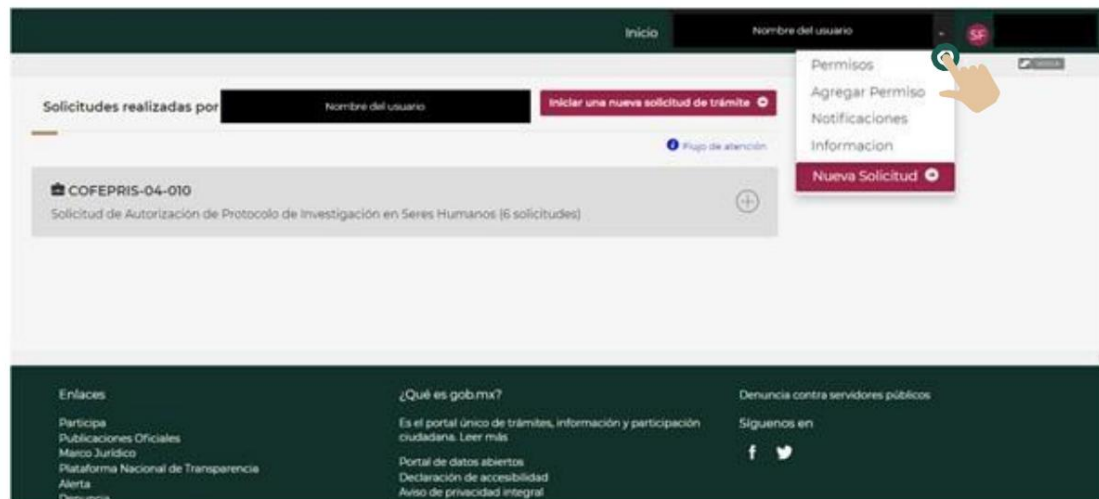 Inicio
Nombre del usuario
SF
Permisos
Agregar Permiso
Notificaciones
Informacion
Nueva Solicitud
Solicitudes realizadas por
Nombre del usuario
Iniciar una nueva solicitud de trámite
Flujo de atención
COFEPRIS-04-010
Solicitud de Autorización de Protocolo de Investigación en Seres Humanos (6 solicitudes)
Enlaces
Participa
Publicaciones Oficiales
Marco Jurídico
Plataforma Nacional de Transparencia
Alerta
Denuncia
¿Qué es gob.mx?
Es el portal único de trámites, información y participación
ciudadana. Leer más
Portal de datos abiertos
Declaración de accesibilidad
Aviso de privacidad integral
Denuncia contra servidores públicos
Síguenos en